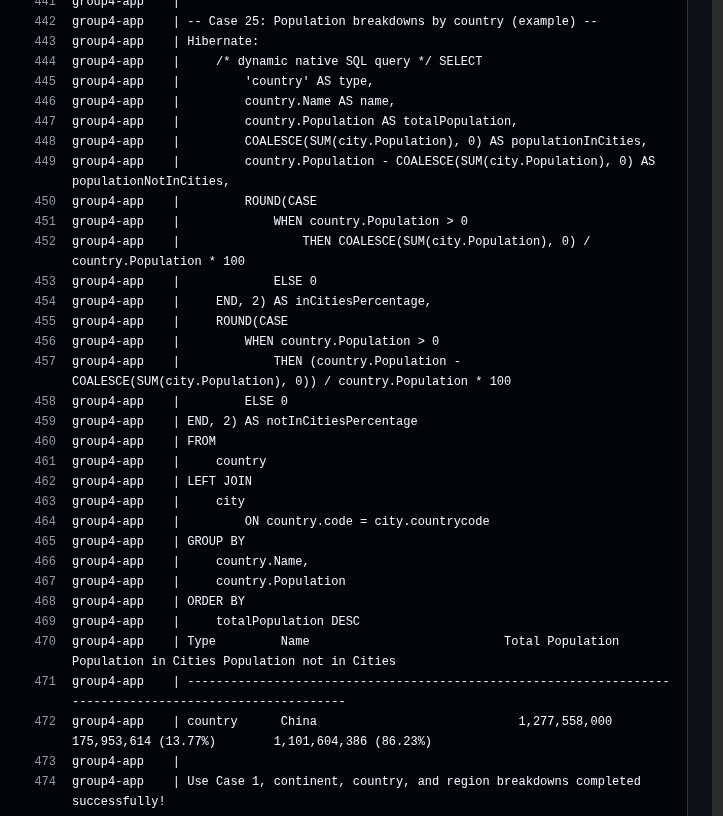 441 group4-app    |
442 group4-app    | -- Case 25: Population breakdowns by country (example) --
443 group4-app    | Hibernate:
444 group4-app    |     /* dynamic native SQL query */ SELECT
445 group4-app    |         'country' AS type,
446 group4-app    |         country.Name AS name,
447 group4-app    |         country.Population AS totalPopulation,
448 group4-app    |         COALESCE(SUM(city.Population), 0) AS populationInCities,
449 group4-app    |         country.Population - COALESCE(SUM(city.Population), 0) AS
populationNotInCities,
450 group4-app    |         ROUND(CASE
451 group4-app    |             WHEN country.Population > 0
452 group4-app    |                 THEN COALESCE(SUM(city.Population), 0) /
country.Population * 100
453 group4-app    |             ELSE 0
454 group4-app    |     END, 2) AS inCitiesPercentage,
455 group4-app    |     ROUND(CASE
456 group4-app    |         WHEN country.Population > 0
457 group4-app    |             THEN (country.Population -
COALESCE(SUM(city.Population), 0)) / country.Population * 100
458 group4-app    |         ELSE 0
459 group4-app    | END, 2) AS notInCitiesPercentage
460 group4-app    | FROM
461 group4-app    |     country
462 group4-app    | LEFT JOIN
463 group4-app    |     city
464 group4-app    |         ON country.code = city.countrycode
465 group4-app    | GROUP BY
466 group4-app    |     country.Name,
467 group4-app    |     country.Population
468 group4-app    | ORDER BY
469 group4-app    |     totalPopulation DESC
470 group4-app    | Type         Name                           Total Population
Population in Cities Population not in Cities
471 group4-app    | -------------------------------------------------------------------
--------------------------------------
472 group4-app    | country      China                            1,277,558,000
175,953,614 (13.77%)        1,101,604,386 (86.23%)
473 group4-app    |
474 group4-app    | Use Case 1, continent, country, and region breakdowns completed
successfully!